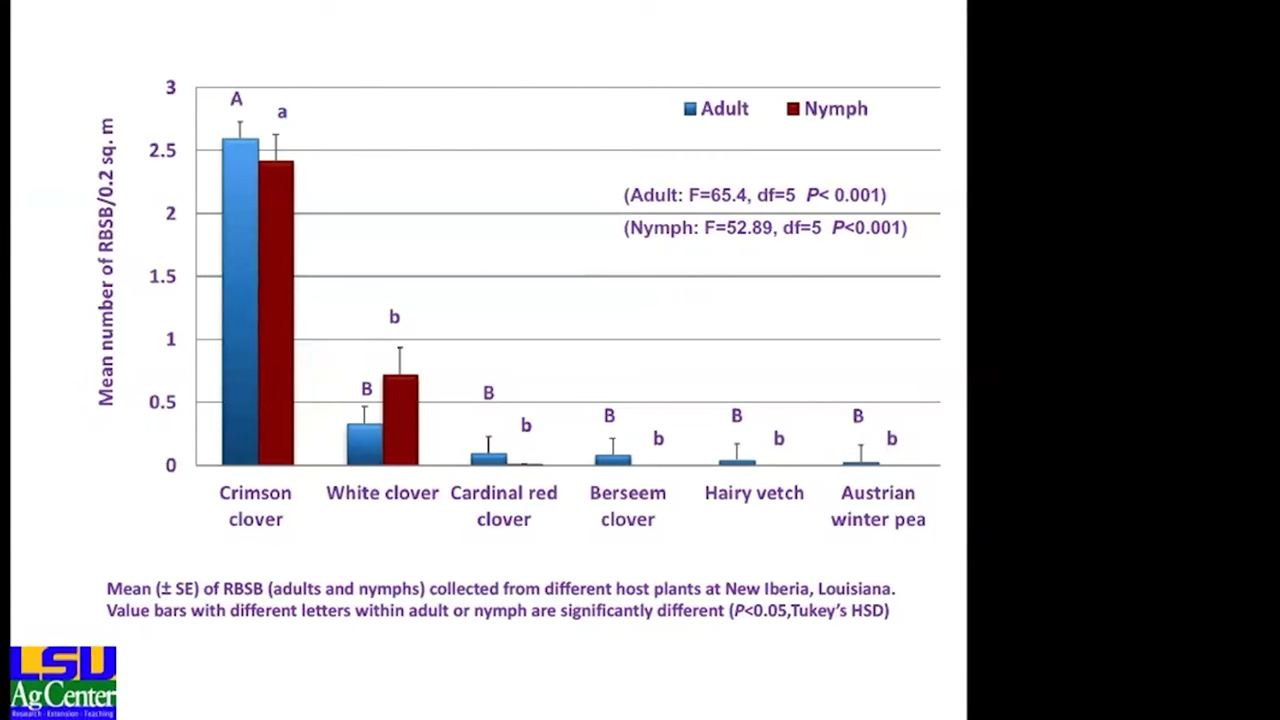 3
A
a
Adult
Nymph
2.5
(Adult: F=65.4, df=5 P< 0.001)
2
(Nymph: F=52.89, df=5 P<0.001)
1.5
b
1
B
B
b
B
b
B
b
B
b
0.5
0
Mean number of RBSB/0.2 sq. m
Crimson clover
White clover
Cardinal red clover
Berseem clover
Hairy vetch
Austrian winter pea
Mean (± SE) of RBSB (adults and nymphs) collected from different host plants at New Iberia, Louisiana.
Value bars with different letters within adult or nymph are significantly different (P<0.05,Tukey's HSD)
LSU
AgCenter
Research · Extension · Teaching